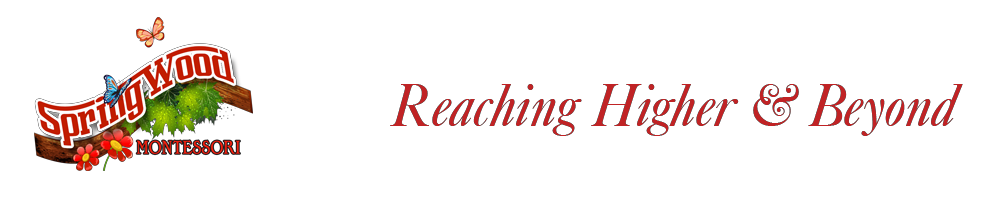 SpringWood
MONTESSORI
Reaching Higher & Beyond